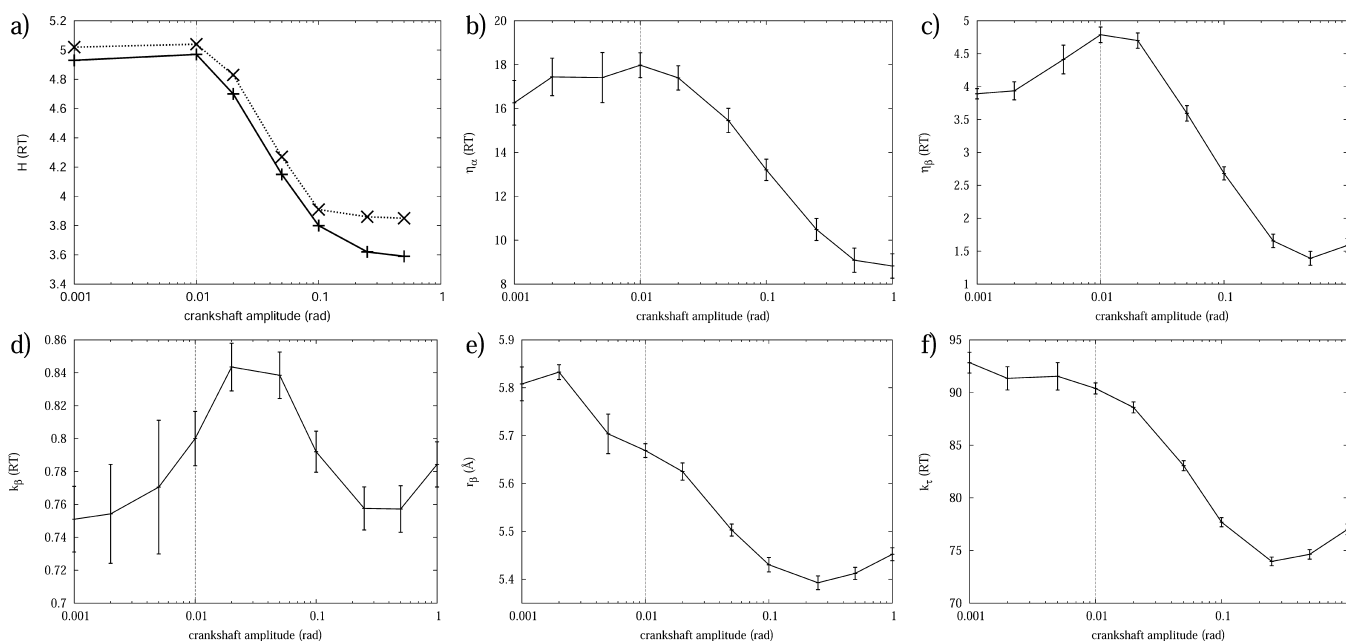 a)
H (RT)
5.2
5
4.8
4.6
4.4
4.2
4
3.8
3.6
3.4
0.001 0.01 0.1 1
crankshaft amplitude (rad)
b)
ηα (RT)
20
18
16
14
12
10
8
0.001 0.01 0.1 1
crankshaft amplitude (rad)
c)
ηβ (RT)
5
4.5
4
3.5
3
2.5
2
1.5
1
0.001 0.01 0.1
crankshaft amplitude (rad)
d)
kβ (RT)
0.86
0.84
0.82
0.8
0.78
0.76
0.74
0.72
0.7
0.001 0.01 0.1 1
crankshaft amplitude (rad)
e)
rβ (Å)
5.9
5.8
5.7
5.6
5.5
5.4
0.001 0.01 0.1 1
crankshaft amplitude (rad)
f)
kτ (RT)
95
90
85
80
75
70
0.001 0.01 0.1
crankshaft amplitude (rad)